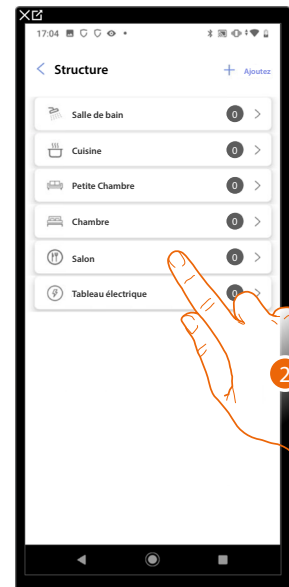 17:04
Structure
Ajoutez
Salle de bain 0
Cuisine 0
Petite Chambre 0
Chambre 0
Salon 0
Tableau électrique 0
2